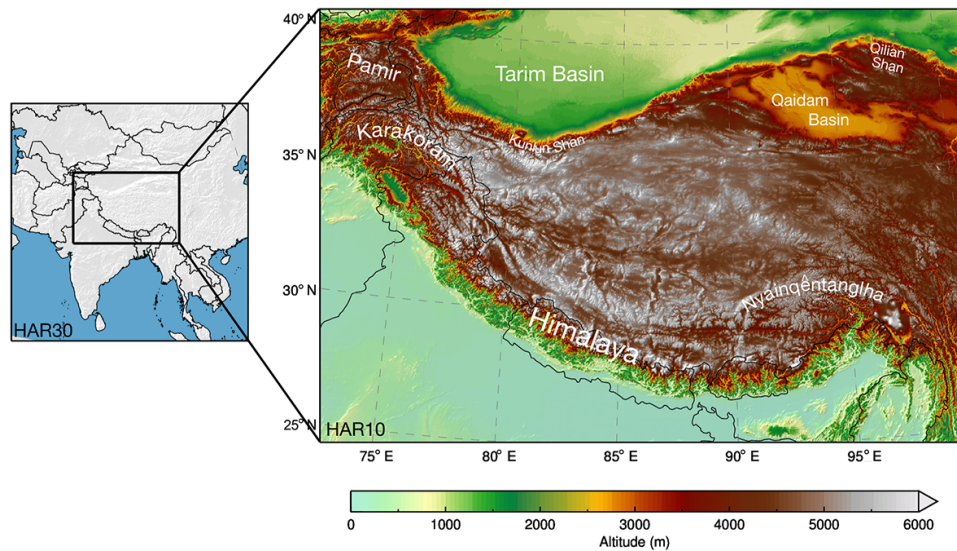 40° N
Pamir
Tarim Basin
Qilian
Shan
Qaidam
Basin
Karakoram
Kunlun Shan
35° N
30° N
Nyainqêntanglha
Himalaya
HAR30
25° N
HAR10
75° E
80° E
85° E
90° E
95° E
0
1000
2000
3000
4000
5000
6000
Altitude (m)